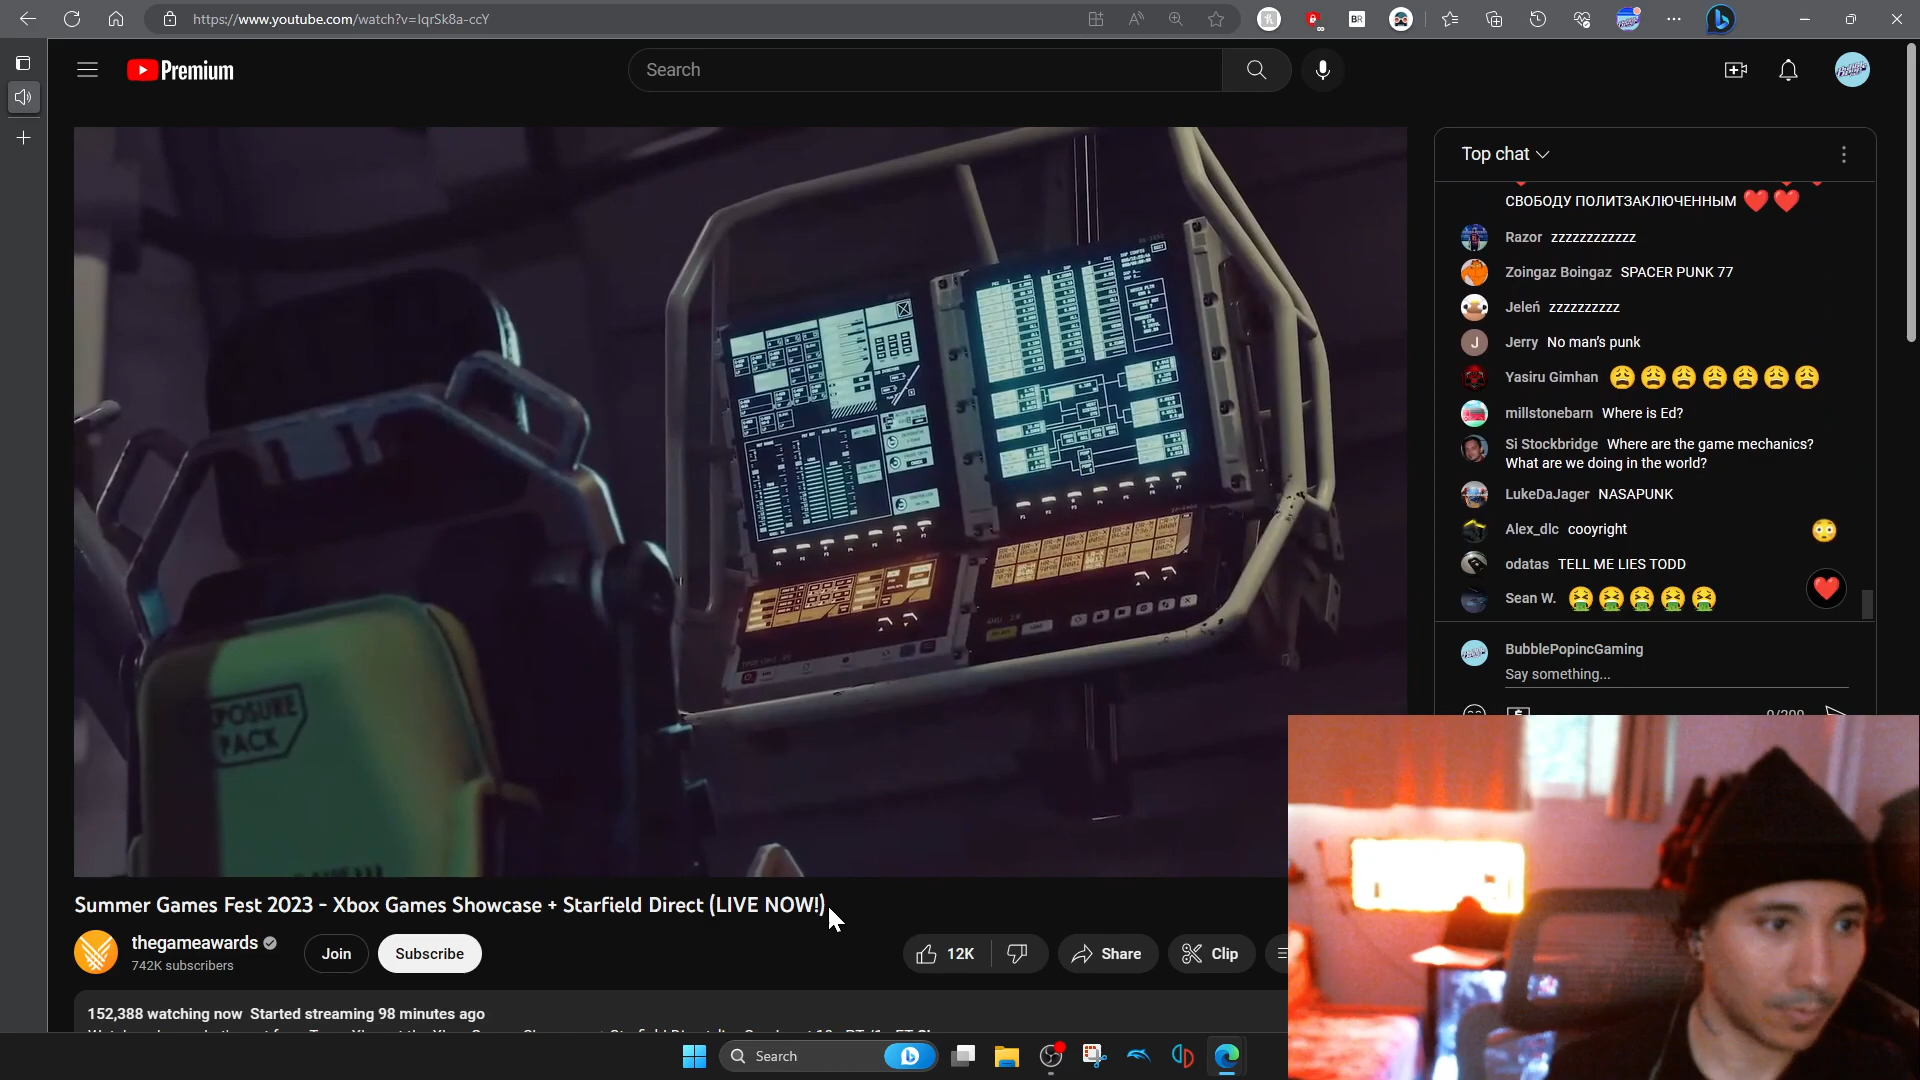 https://www.youtube.com/watch?v=IqrSk8a-ccY
BR
Premium
Search
Top chat
СВОБОДУ ПОЛИТЗАКЛЮЧЕННЫМ ❤️ ❤️
Razor zzzzzzzzzzzz
Zoingaz Boingaz SPACER PUNK 77
Jeleń zzzzzzzzzz
J Jerry No man's punk
Yasiru Gimhan 😩😩😩😩😩😩😩
millstonebarn Where is Ed?
Si Stockbridge Where are the game mechanics?
What are we doing in the world?
LukeDaJager NASAPUNK
Alex_dlc cooyright
odatas TELL ME LIES TODD
Sean W. 🤮🤮🤮🤮🤮
BubblePopincGaming
Say something...
0/200
POSURE
PACK
Summer Games Fest 2023 - Xbox Games Showcase + Starfield Direct (LIVE NOW!)
thegameawards
742K subscribers
Join
Subscribe
12K
Share
Clip
152,388 watching now Started streaming 98 minutes ago
Search